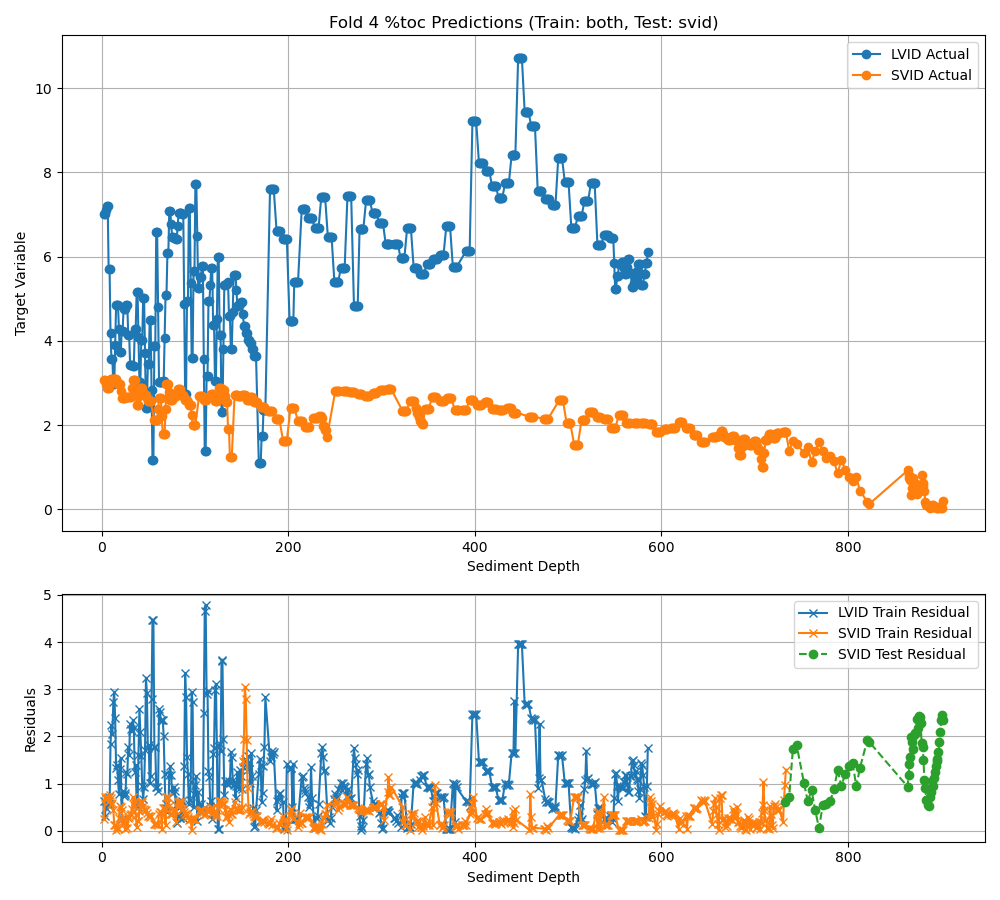 Fold 4 %toc Predictions (Train: both, Test: svid)
LVID Actual
SVID Actual
Target Variable
10
8
6
4
2
0
0 200 400 600 800
Sediment Depth
LVID Train Residual
SVID Train Residual
SVID Test Residual
Residuals
5
4
3
2
1
0
0 200 400 600 800
Sediment Depth